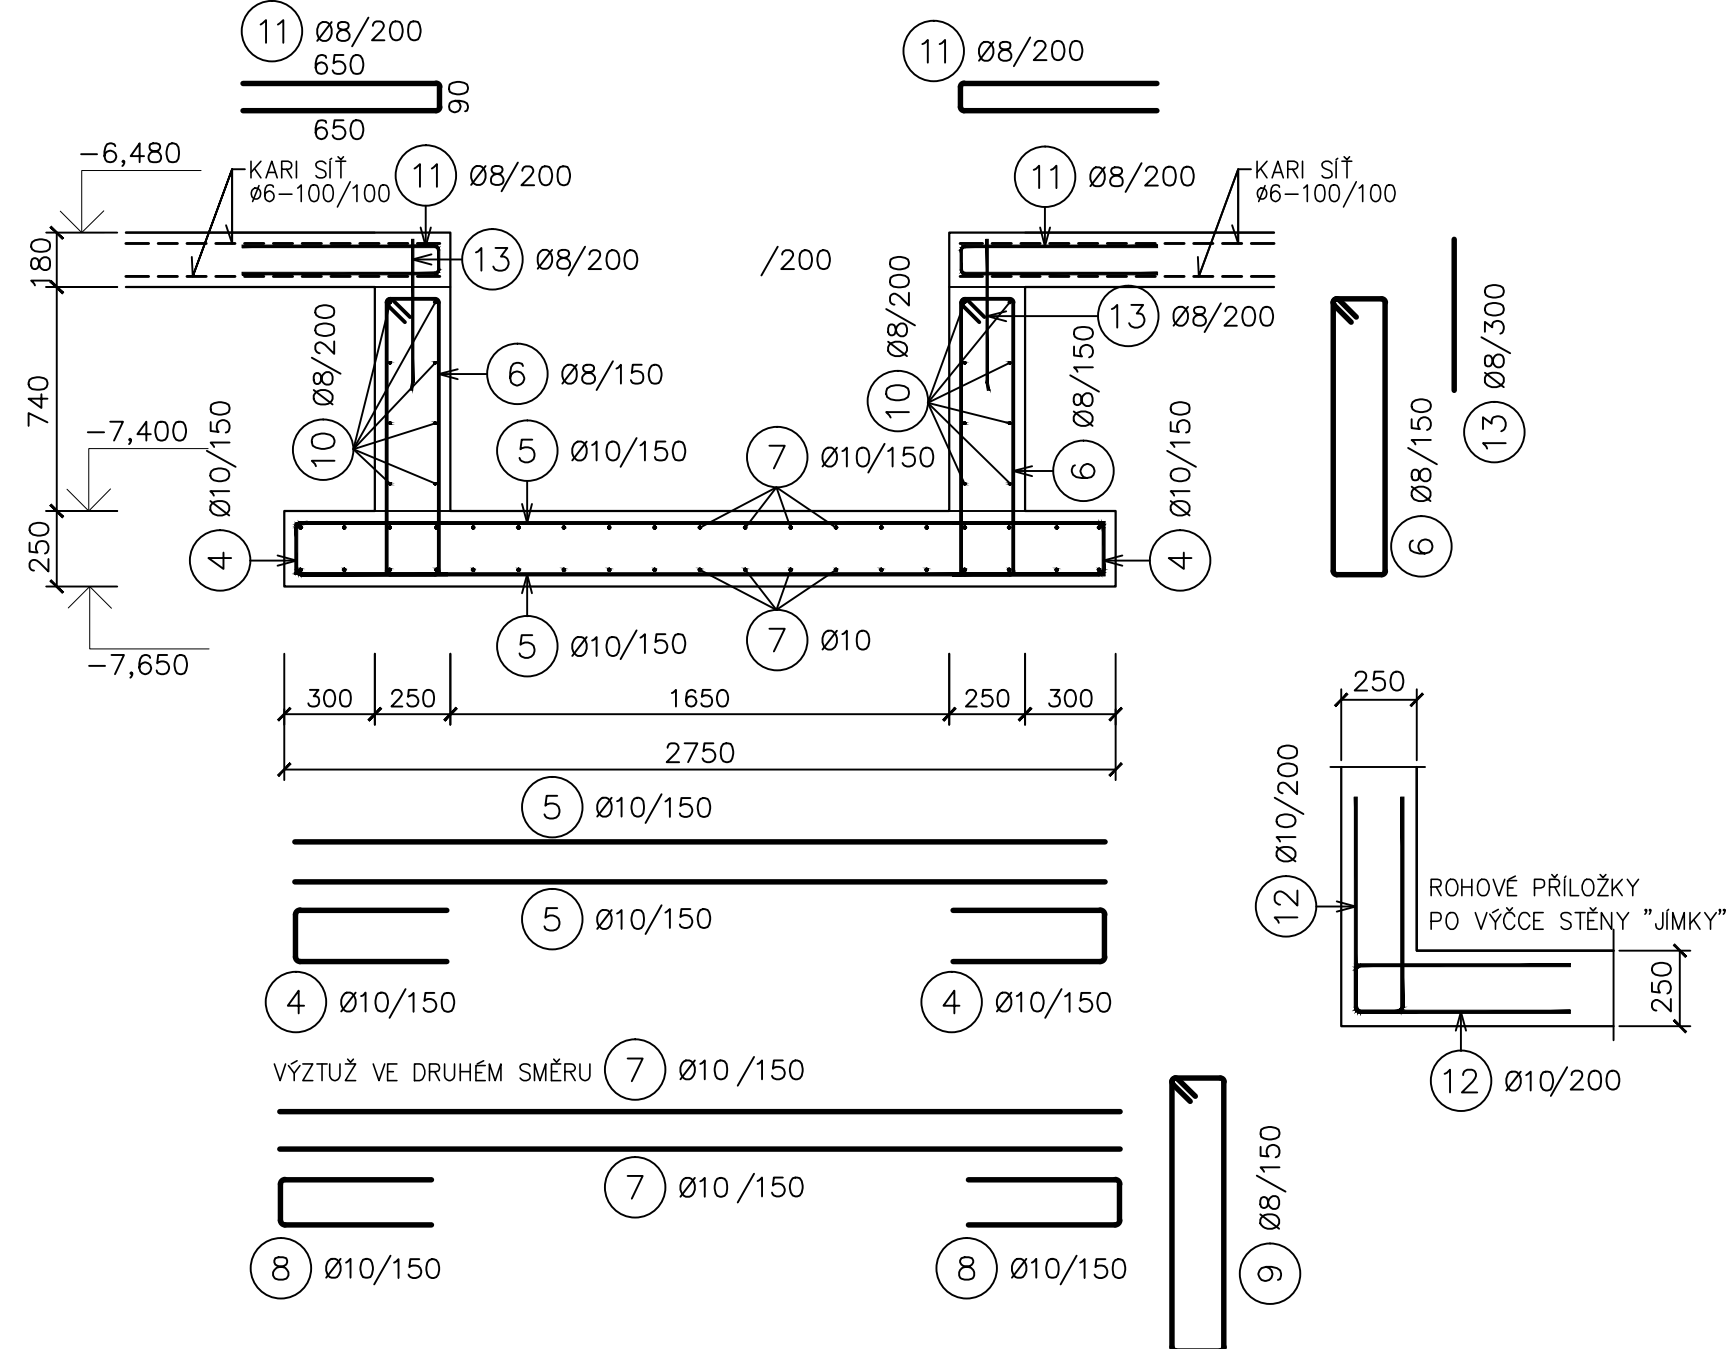 11 Ø8/200
650
90
650
11 Ø8/200
-6,480
KARI SÍŤ
ø6-100/100
11 Ø8/200
11 Ø8/200
KARI SÍŤ
ø6-100/100
180
13 Ø8/200
/200
10 Ø8/200
10 Ø8/200
13 Ø8/200
13 Ø8/300
740
6 Ø8/150
6 Ø8/150
6 Ø8/150
-7,400
4 Ø10/150
5 Ø10/150
7 Ø10/150
4 Ø10/150
250
5 Ø10/150
7 Ø10
-7,650
300 250 1650 250 300
2750
250
5 Ø10/150
5 Ø10/150
12 Ø10/200
ROHOVÉ PŘÍLOŽKY
PO VÝČCE STĚNY "JÍMKY"
250
4 Ø10/150
4 Ø10/150
12 Ø10/200
VÝZTUŽ VE DRUHÉM SMĚRU 7 Ø10 /150
7 Ø10 /150
8 Ø10/150
8 Ø10/150
9 Ø8/150